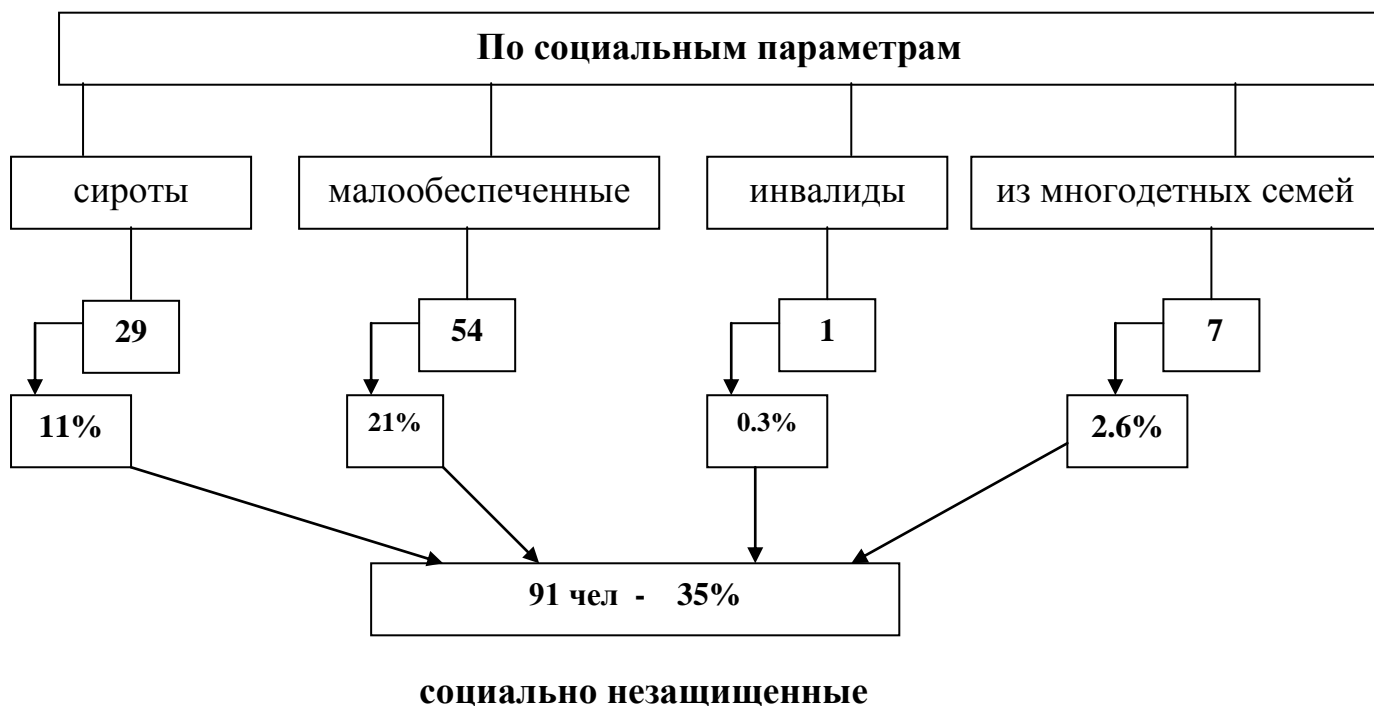 По социальным параметрам
сироты
малообеспеченные
инвалиды
из многодетных семей
29
54
1
7
11%
21%
0.3%
2.6%
91 чел - 35%
социально незащищенные